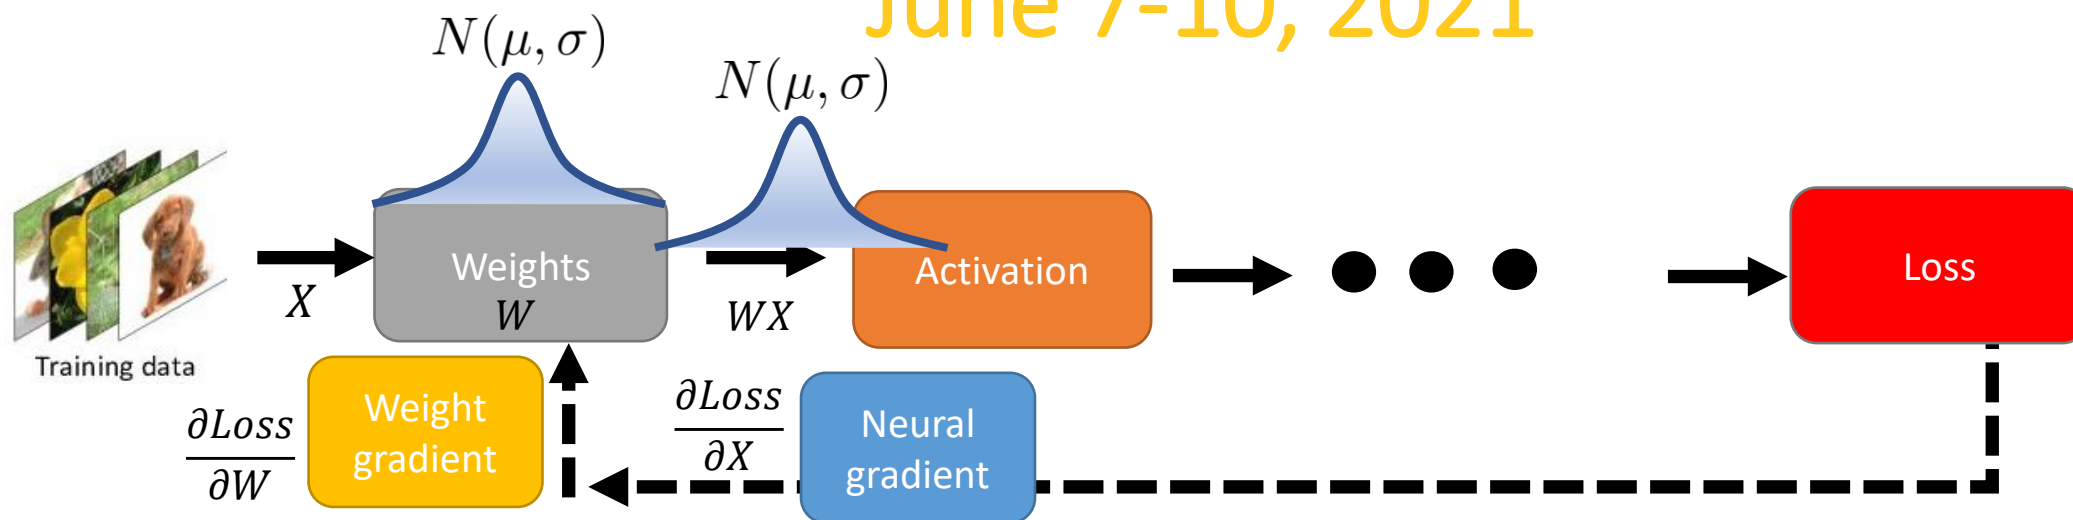 June 7-10, 2021
N(μ, σ)
N(μ, σ)
Weights
W
Activation
Loss
X
WX
Training data
Weight
gradient
∂Loss
∂W
∂Loss
∂X
Neural
gradient